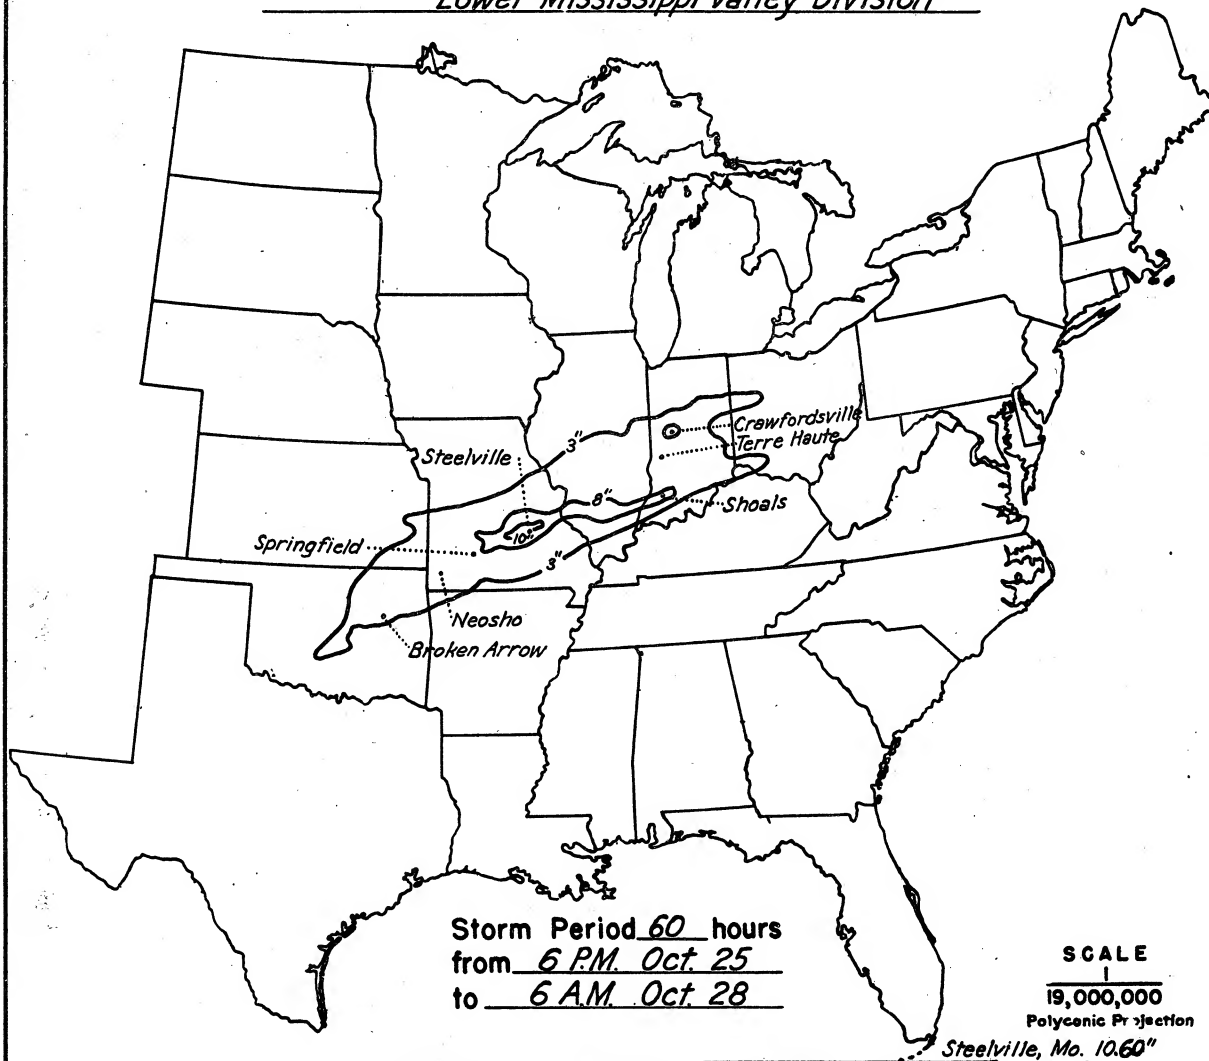 Lower Mississippi Valley Division
Crawfordsville
Terre Haute
3"
Steelville
8"
Shoals
10"
Springfield
3"
Neosho
Broken Arrow
Storm Period 60 hours
from 6 P.M. Oct. 25
to 6 A.M. Oct. 28
SCALE
1
19,000,000
Polyconic Projection
Steelville, Mo. 10.60"